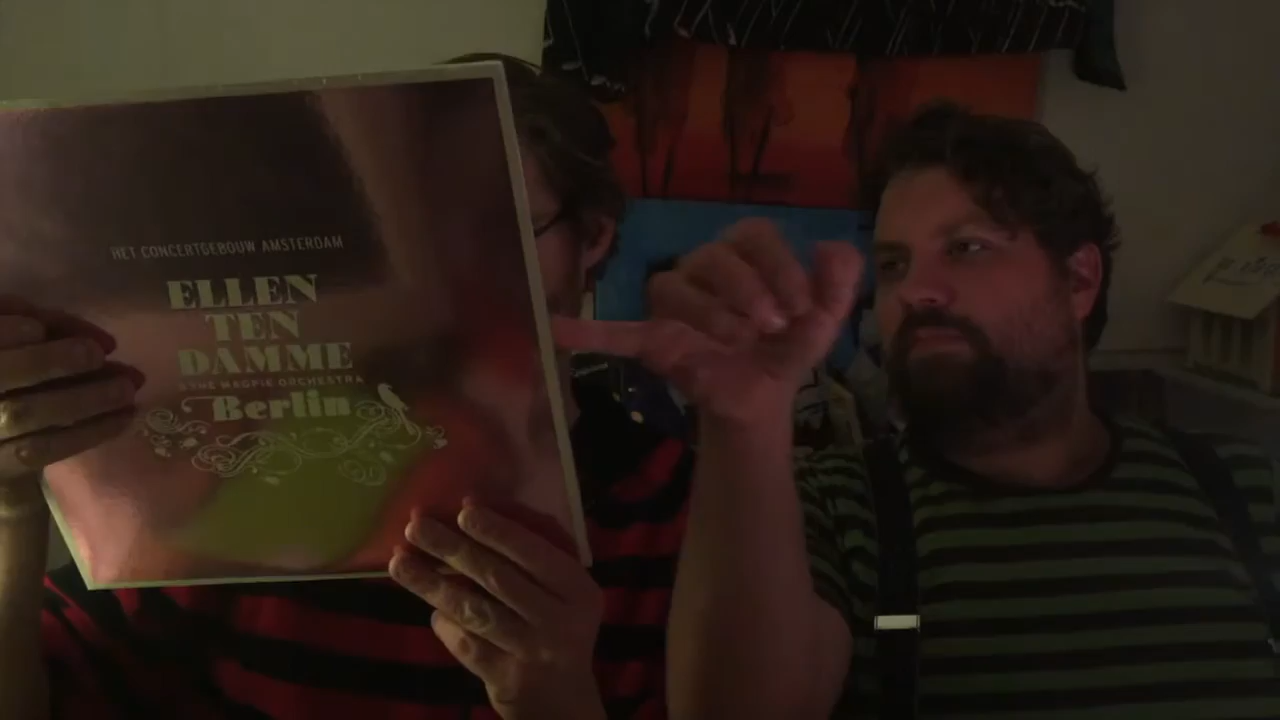 HET CONCERTGEBOUW AMSTERDAM
ELLEN
TEN
DAMME
& THE MAGPIE ORCHESTRA
Berlin